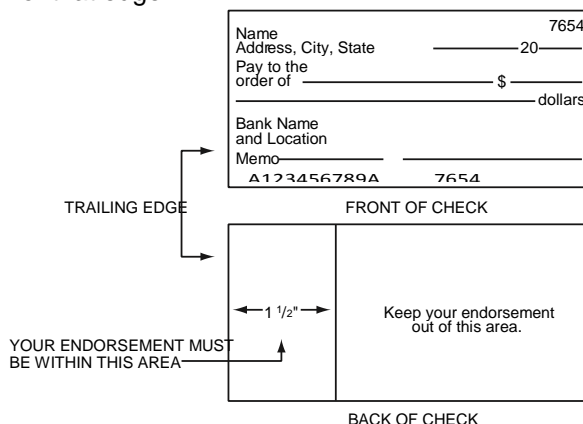 7654
Name
Address, City, State 20
Pay to the
order of $
dollars
Bank Name
and Location
Memo
A123456789A 7654
TRAILING EDGE
FRONT OF CHECK
1 1/2"
Keep your endorsement
out of this area.
YOUR ENDORSEMENT MUST
BE WITHIN THIS AREA
BACK OF CHECK